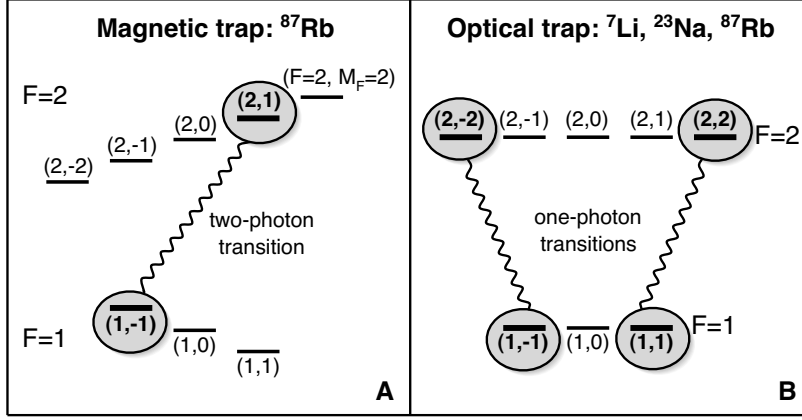 Magnetic trap: ⁸⁷Rb
F=2
(2,-2)
(2,-1)
(2,0)
(2,1)
(F=2, M_F=2)
two-photon
transition
F=1
(1,-1)
(1,0)
(1,1)
A
Optical trap: ⁷Li, ²³Na, ⁸⁷Rb
(2,-2)
(2,-1)
(2,0)
(2,1)
(2,2)
F=2
one-photon
transitions
(1,-1)
(1,0)
(1,1)
F=1
B